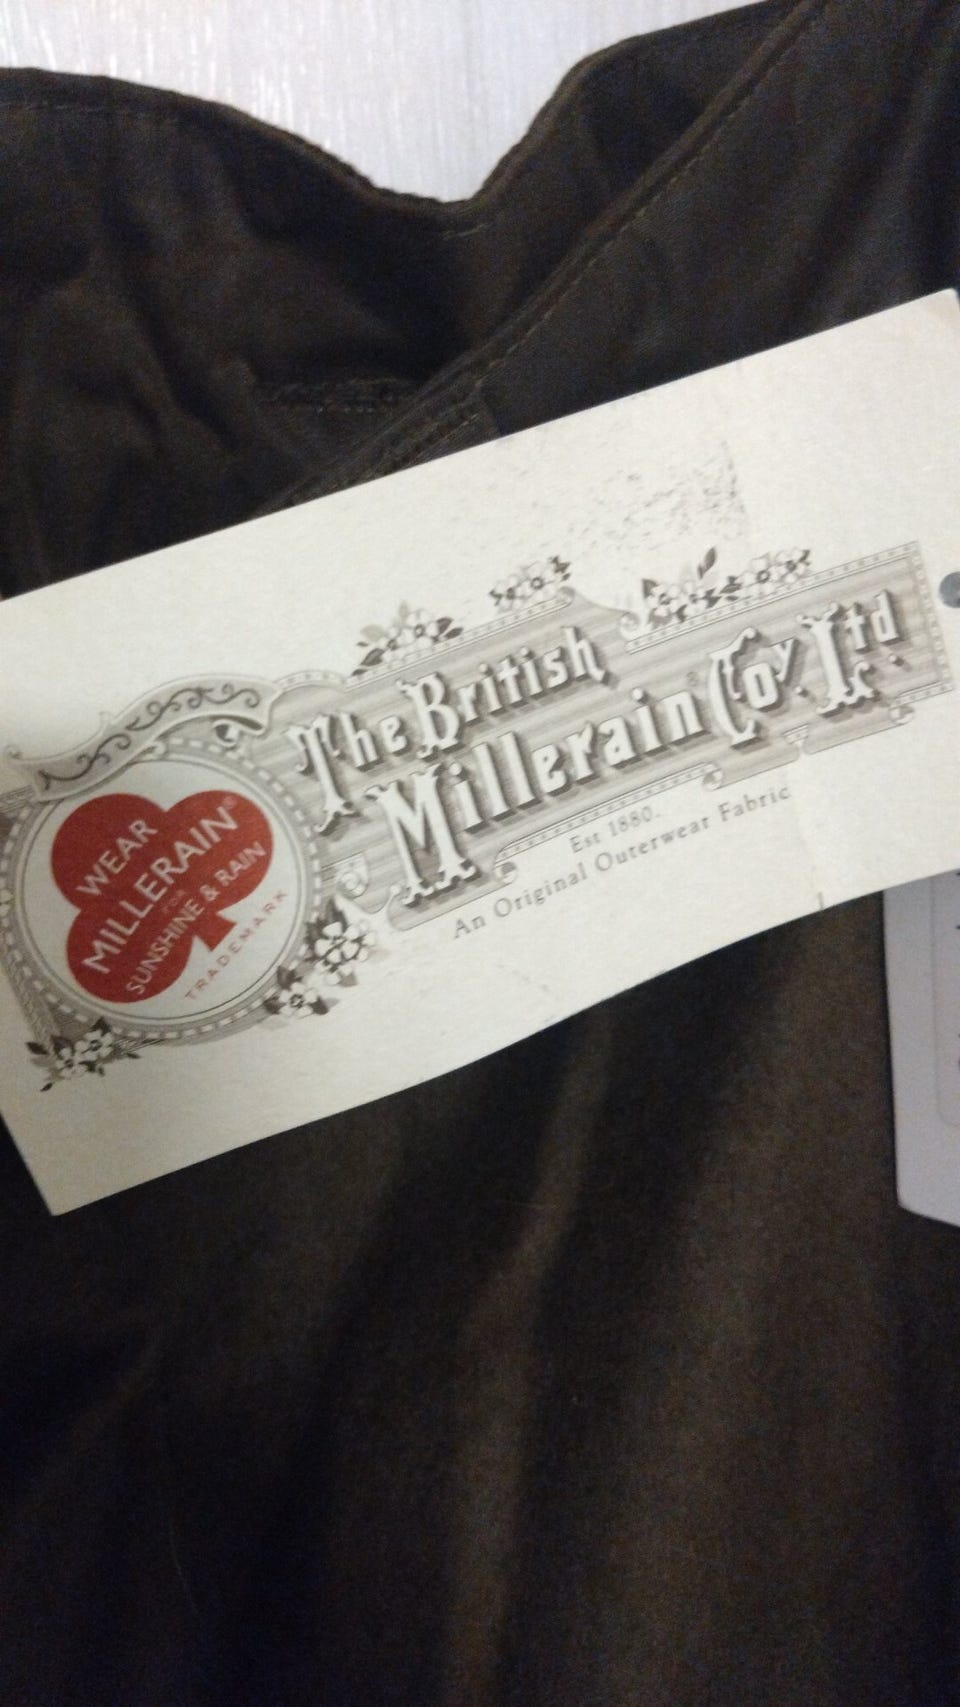 The British
Millerain® Coy. Ltd
Est 1880.
An Original Outerwear Fabric
WEAR
MILLERAIN®
FOR
SUNSHINE & RAIN
TRADEMARK